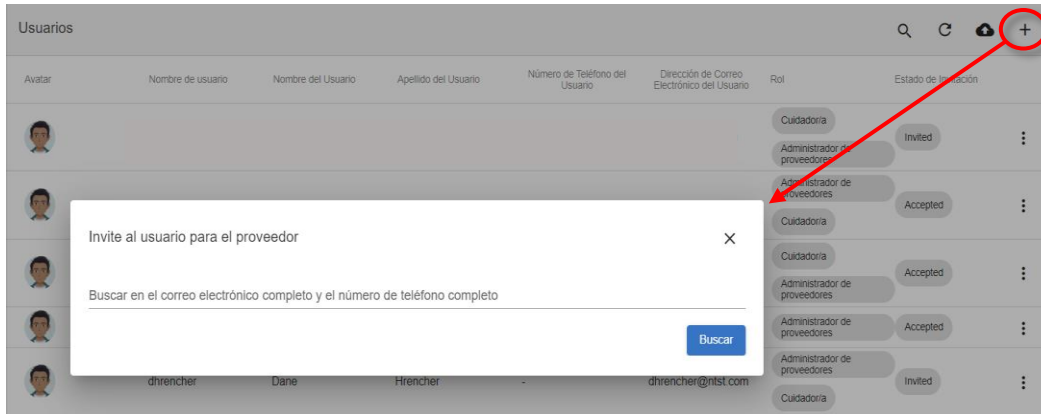 Usuarios
Avatar
Nombre de usuario
Nombre del Usuario
Apellido del Usuario
Número de Teléfono del
Usuario
Dirección de Correo
Electrónico del Usuario
Rol
Estado de Invitación
Cuidador/a
Administrador de
proveedores
Invited
Administrador de
proveedores
Cuidador/a
Accepted
Cuidador/a
Administrador de
proveedores
Accepted
Administrador de
proveedores
Accepted
Invite al usuario para el proveedor
Buscar en el correo electrónico completo y el número de teléfono completo
Buscar
dhrencher
Dane
Hrencher
-
dhrencher@ntst.com
Administrador de
proveedores
Cuidador/a
Invited